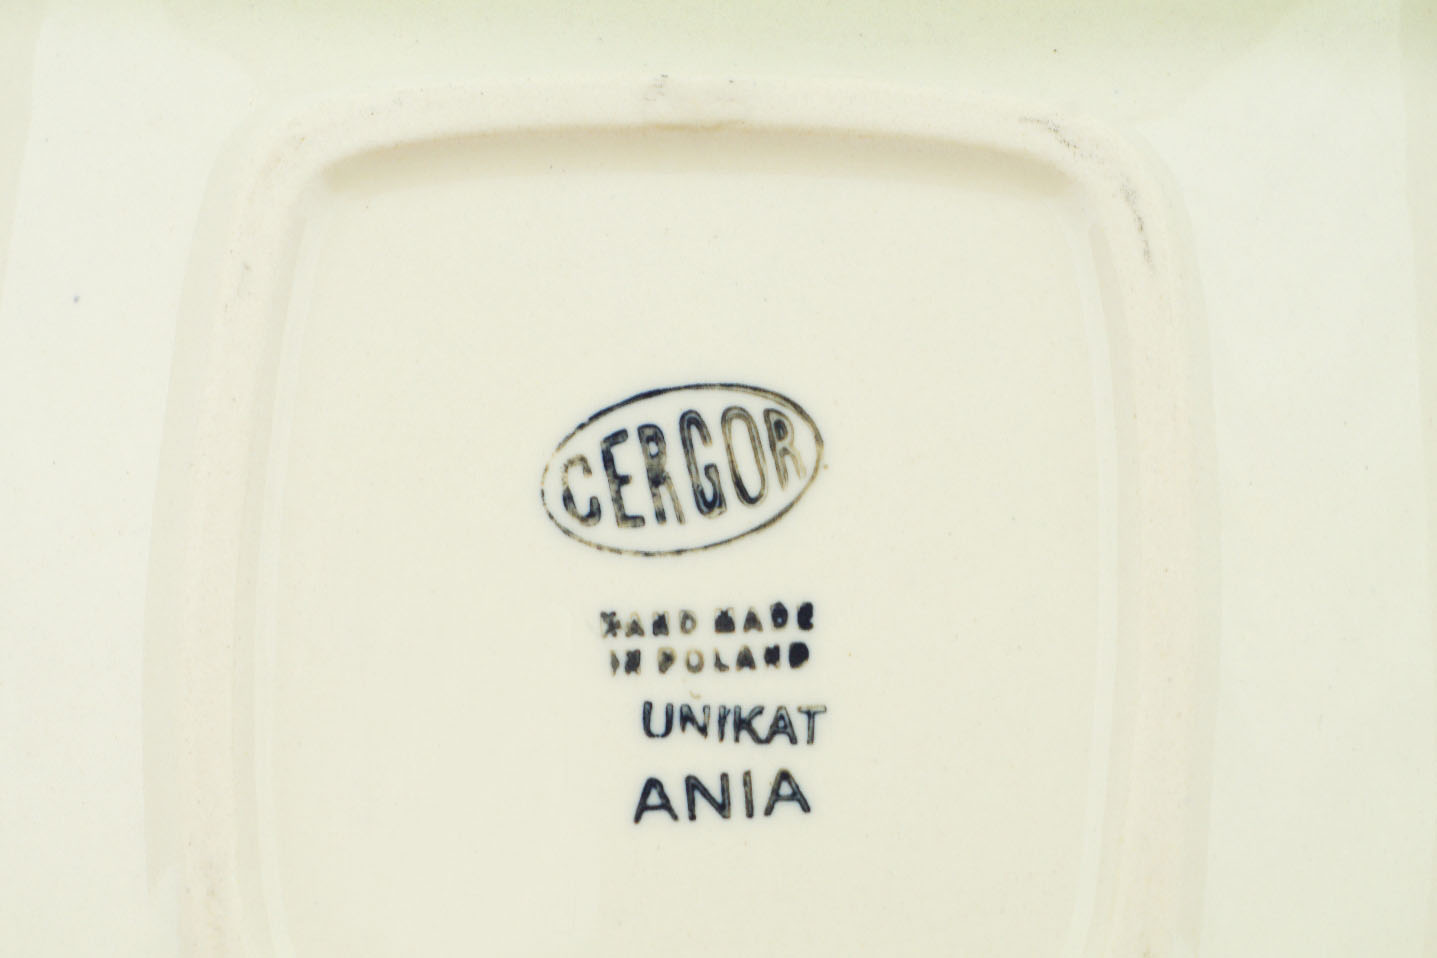 CERGOR
HAND MADE
IN POLAND
UNIKAT
ANIA